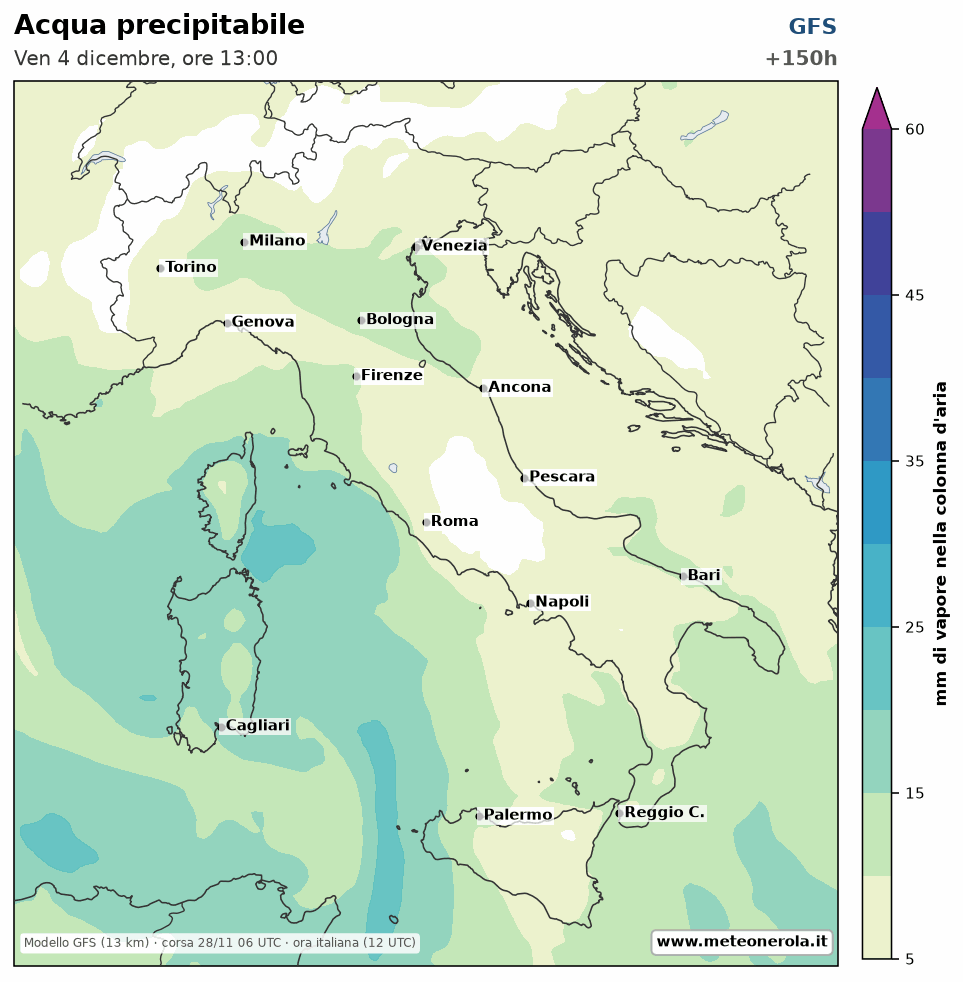 Acqua precipitabile
GFS
Ven 4 dicembre, ore 13:00
+150h
60
45
35
25
15
5
mm di vapore nella colonna d'aria
Milano
Venezia
Torino
Genova
Bologna
Firenze
Ancona
Pescara
Roma
Bari
Napoli
Cagliari
Palermo
Reggio C.
Modello GFS (13 km) · corsa 28/11 06 UTC · ora italiana (12 UTC)
www.meteonerola.it